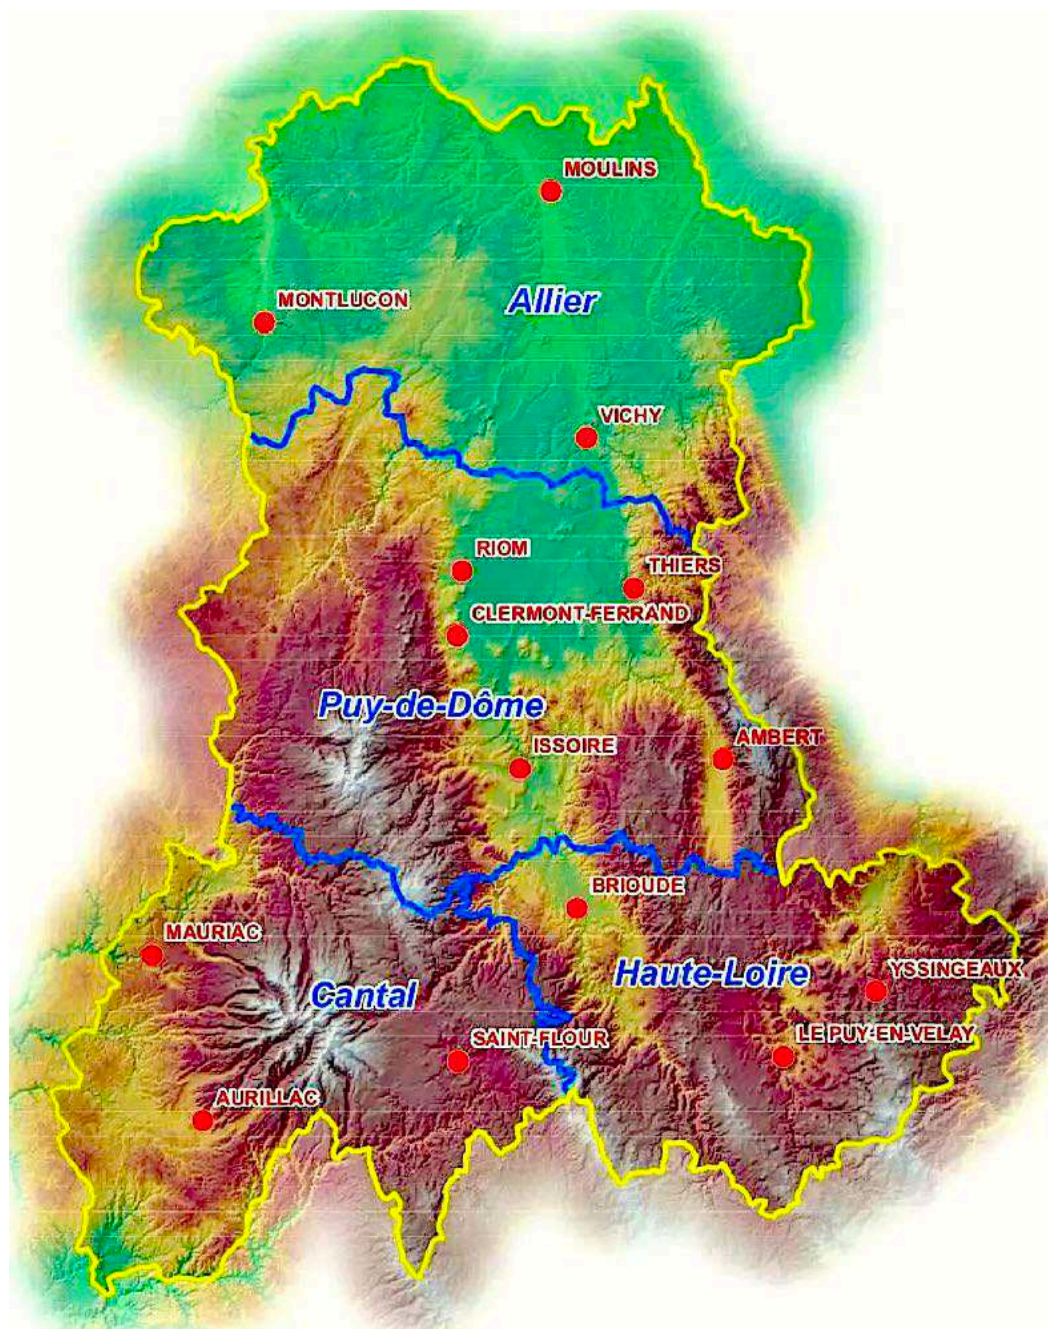 MOULINS
MONTLUCON
Allier
VICHY
RIOM
THIERS
CLERMONT-FERRAND
Puy-de-Dôme
ISSOIRE
AMBERT
BRIOUDE
MAURIAC
Haute-Loire
YSSINGEAUX
Cantal
SAINT-FLOUR
LE PUY-EN-VELAY
AURILLAC